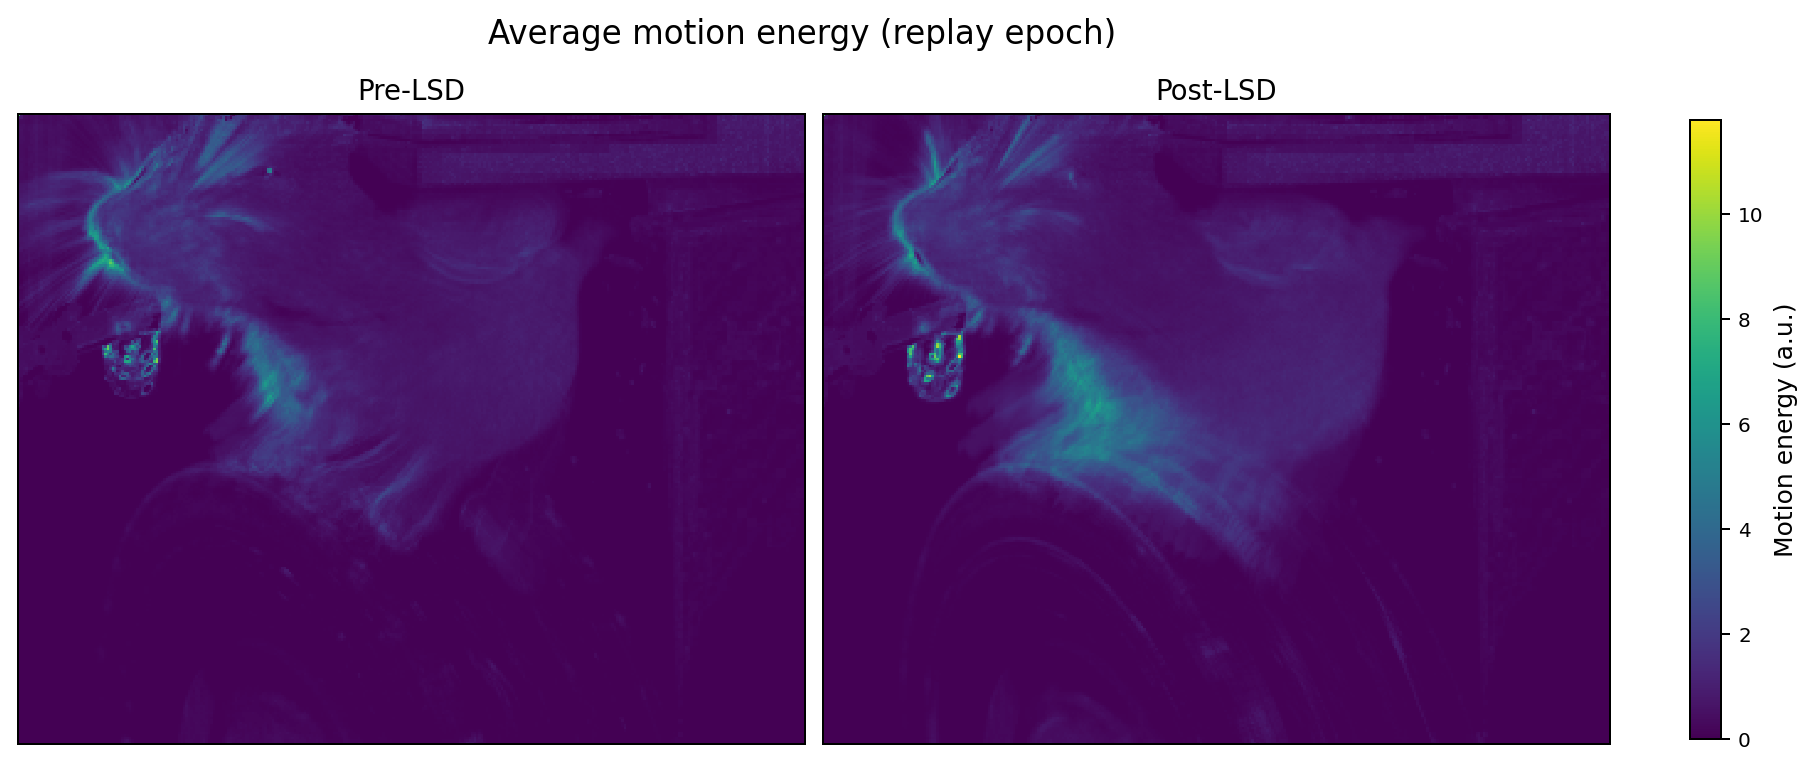 Average motion energy (replay epoch)
Pre-LSD
Post-LSD
10
8
6
4
2
0
Motion energy (a.u.)